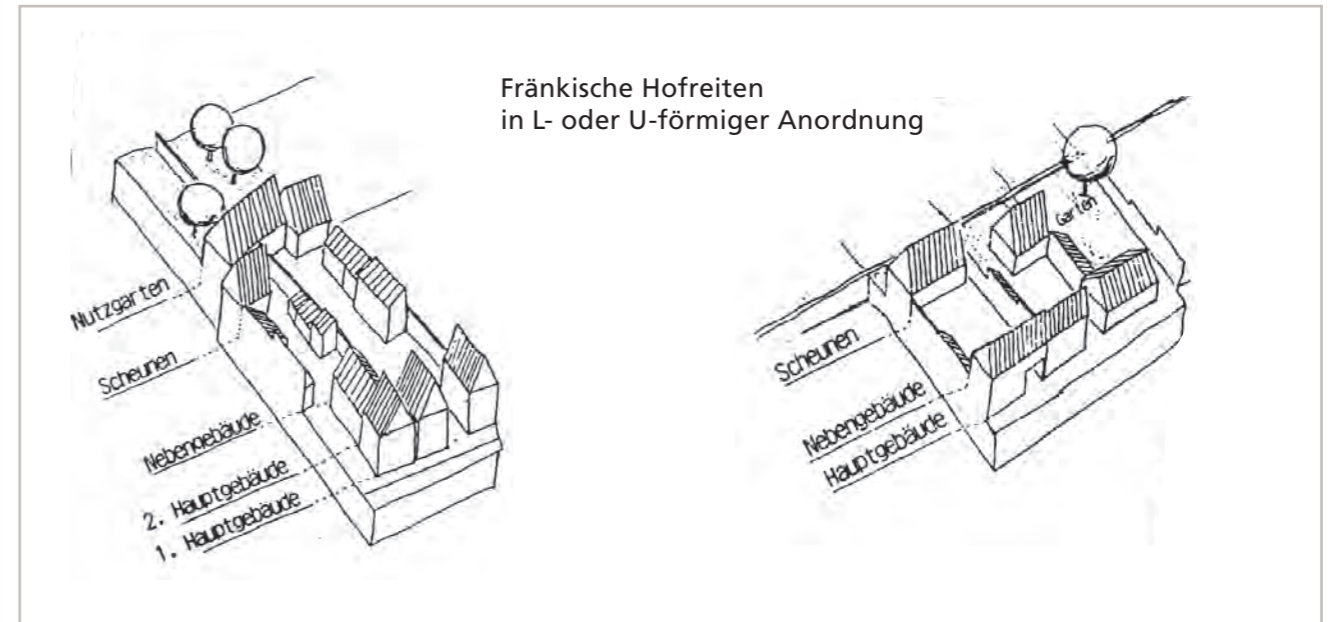 Fränkische Hofreiten
in L- oder U-förmiger Anordnung
Nutzgarten
Scheunen
Nebengebäude
2. Hauptgebäude
1. Hauptgebäude
Garten
Scheunen
Nebengebäude
Hauptgebäude